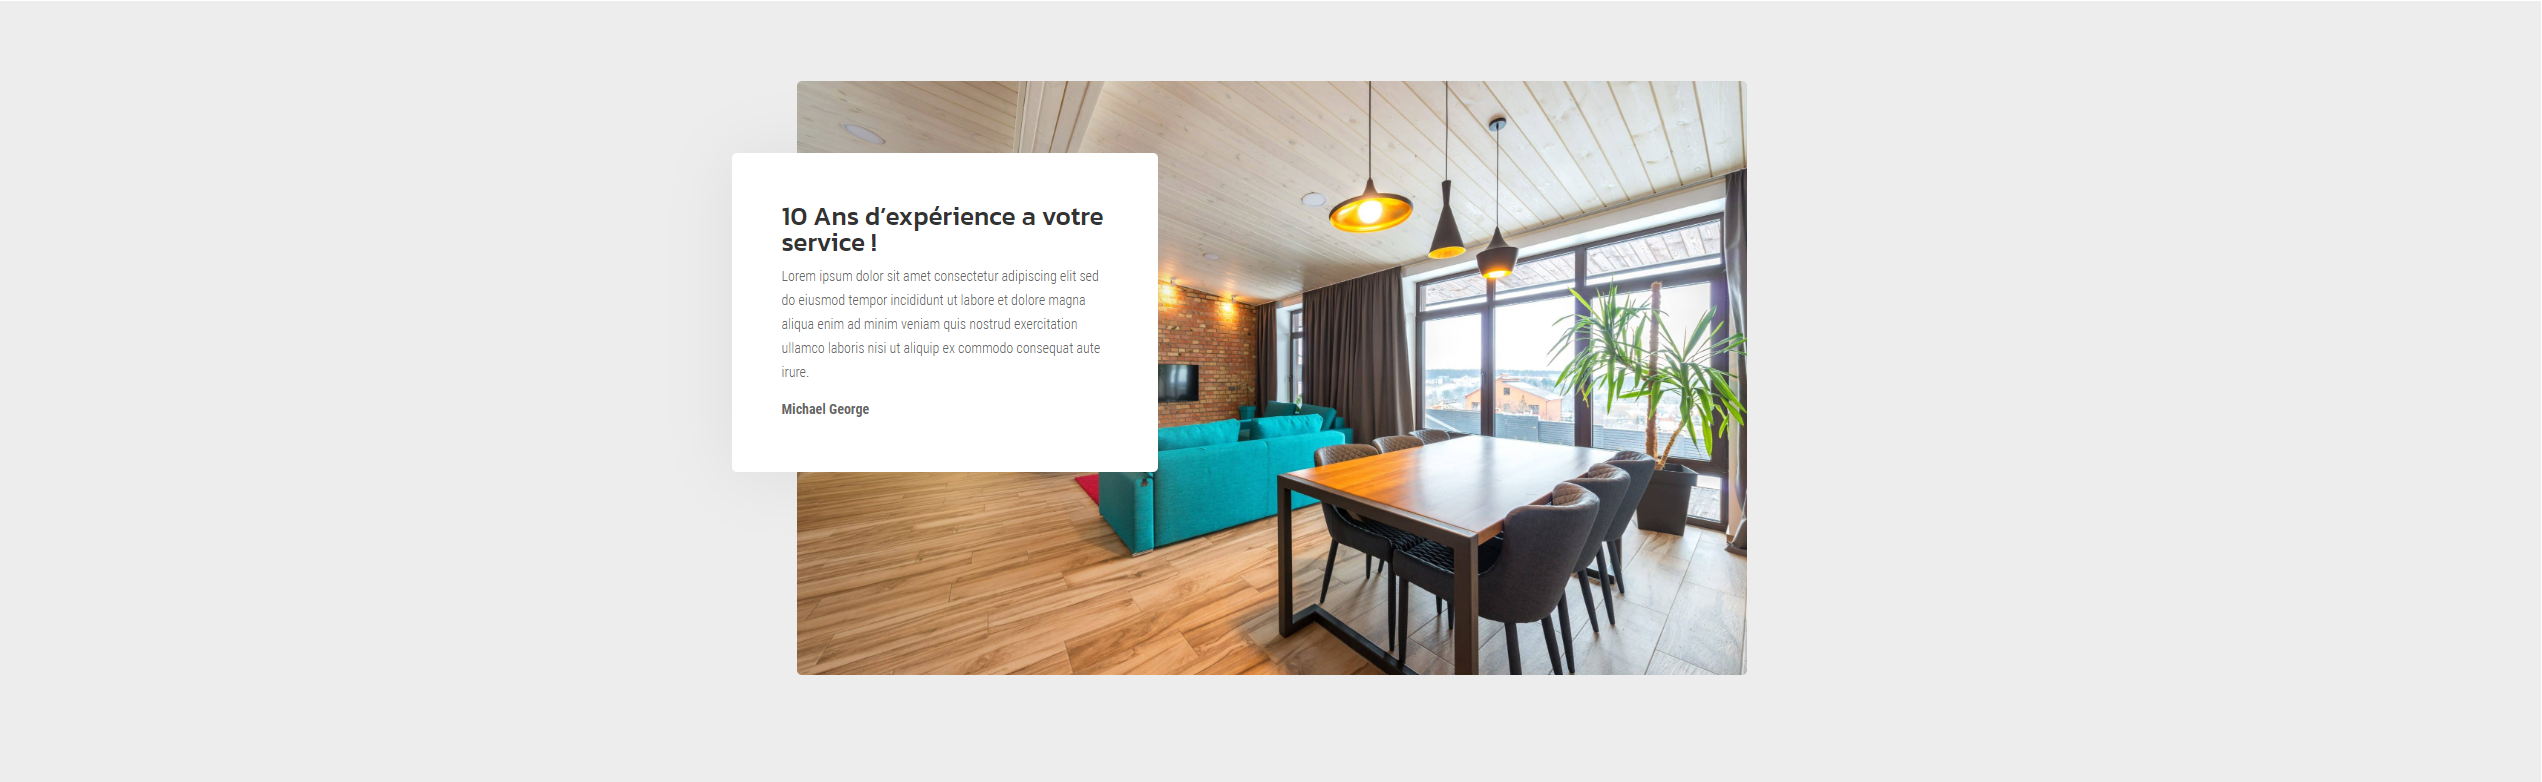 10 Ans d’expérience a votre
service !
Lorem ipsum dolor sit amet consectetur adipiscing elit sed
do eiusmod tempor incididunt ut labore et dolore magna
aliqua enim ad minim veniam quis nostrud exercitation
ullamco laboris nisi ut aliquip ex commodo consequat aute
irure.
Michael George